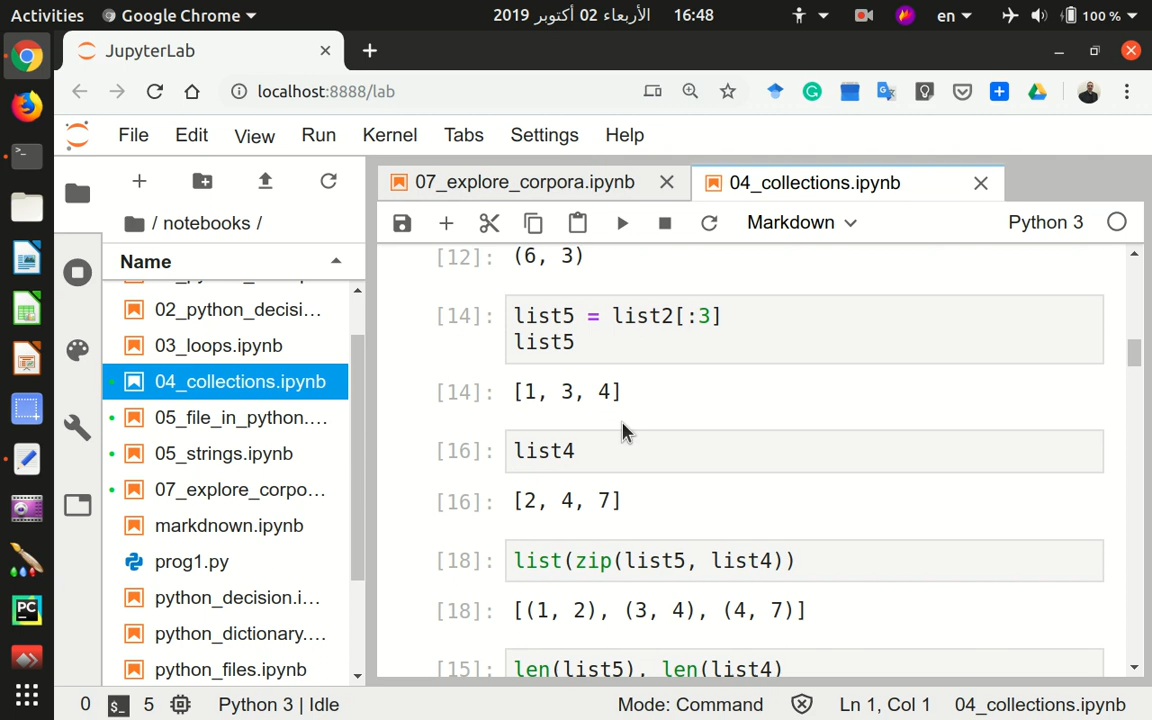 Activities
Google Chrome
الأربعاء 02 أكتوبر 2019
16:48
en
100 %
JupyterLab
localhost:8888/lab
File Edit View Run Kernel Tabs Settings Help
/ notebooks /
Name
02_python_decisi...
03_loops.ipynb
04_collections.ipynb
05_file_in_python....
05_strings.ipynb
07_explore_corpo...
markdnown.ipynb
prog1.py
python_decision.i...
python_dictionary....
python_files.ipynb
PC
07_explore_corpora.ipynb
04_collections.ipynb
Markdown
Python 3
[12]: (6, 3)
[14]: list5 = list2[:3]
list5
[14]: [1, 3, 4]
[16]: list4
[16]: [2, 4, 7]
[18]: list(zip(list5, list4))
[18]: [(1, 2), (3, 4), (4, 7)]
[15]: len(list5), len(list4)
0
5
Python 3 | Idle
Mode: Command
Ln 1, Col 1
04_collections.ipynb